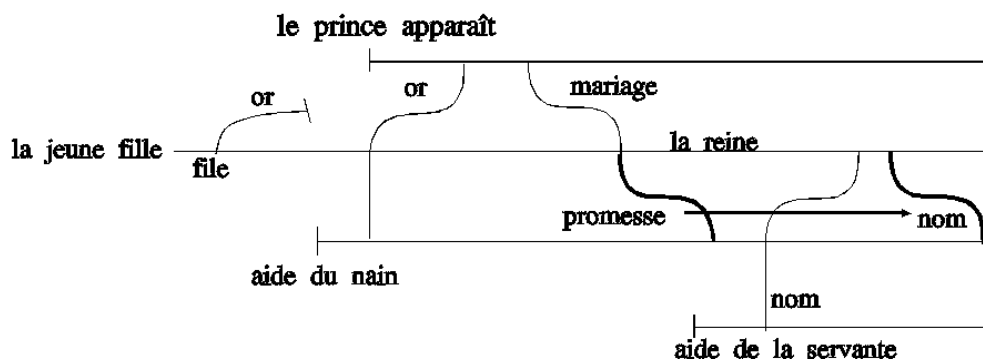 le prince apparaît
or
or
mariage
la jeune fille
file
la reine
promesse
nom
aide du nain
nom
aide de la servante